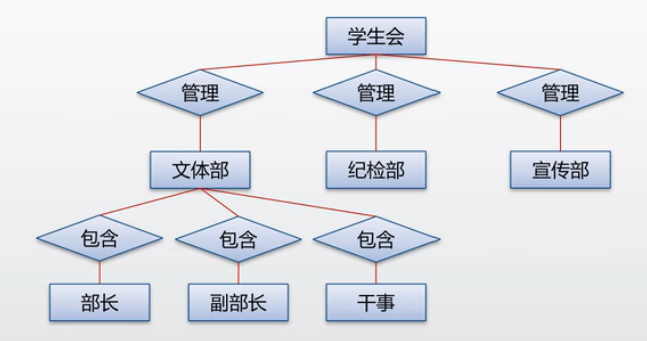 学生会
管理
管理
管理
文体部
纪检部
宣传部
包含
包含
包含
部长
副部长
干事